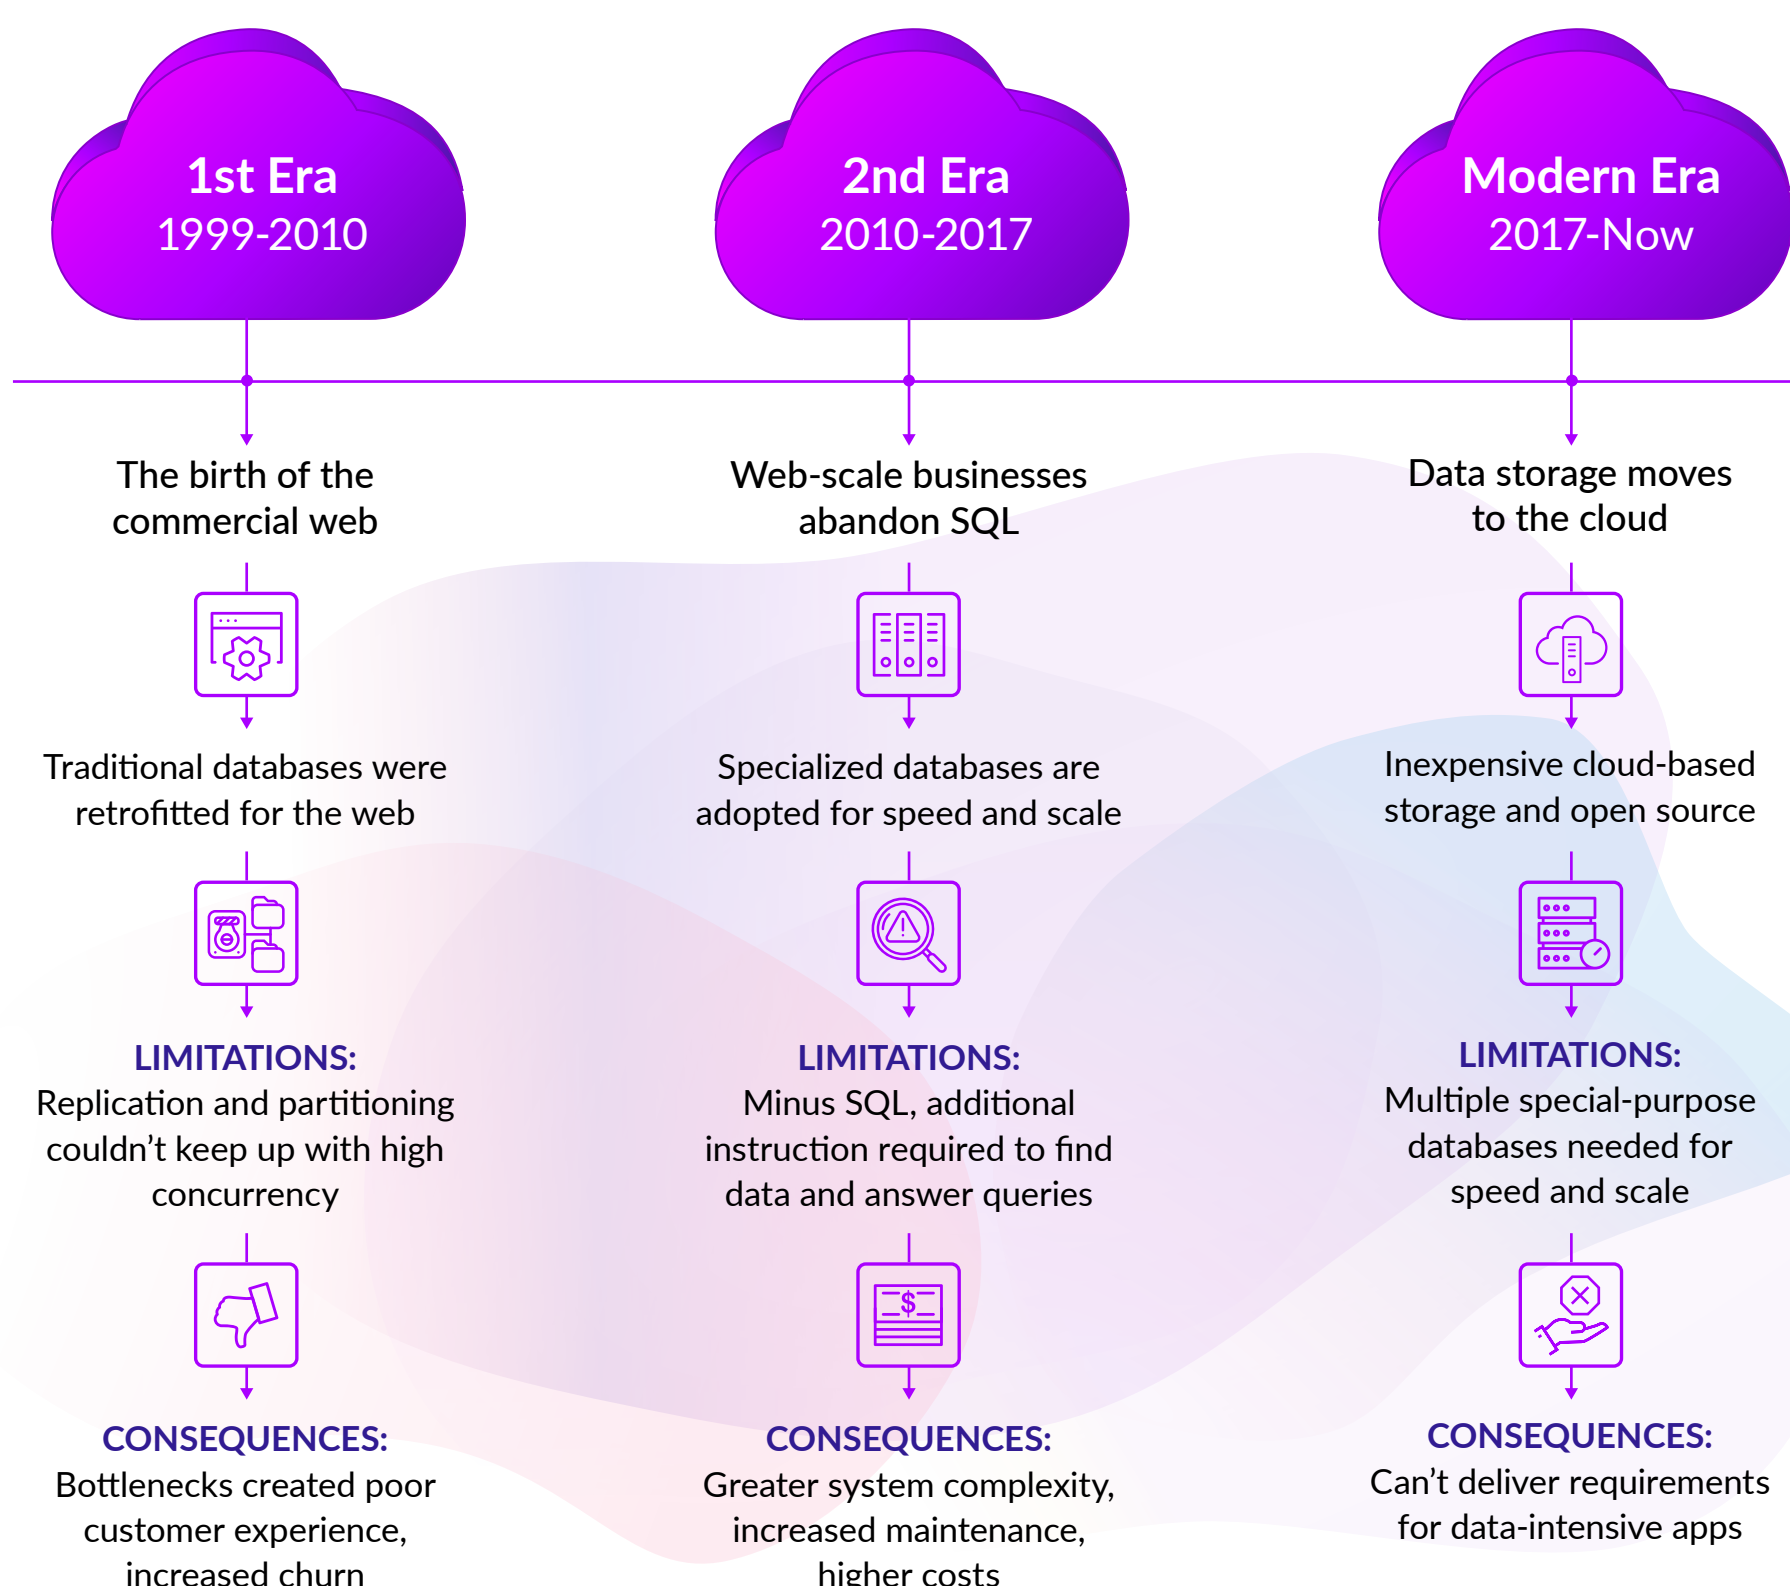 1st Era
1999-2010
The birth of the
commercial web
Traditional databases were
retrofitted for the web
LIMITATIONS:
Replication and partitioning
couldn’t keep up with high
concurrency
CONSEQUENCES:
Bottlenecks created poor
customer experience,
increased churn
2nd Era
2010-2017
Web-scale businesses
abandon SQL
Specialized databases are
adopted for speed and scale
LIMITATIONS:
Minus SQL, additional
instruction required to find
data and answer queries
$
CONSEQUENCES:
Greater system complexity,
increased maintenance,
higher costs
Modern Era
2017-Now
Data storage moves
to the cloud
Inexpensive cloud-based
storage and open source
LIMITATIONS:
Multiple special-purpose
databases needed for
speed and scale
CONSEQUENCES:
Can’t deliver requirements
for data-intensive apps